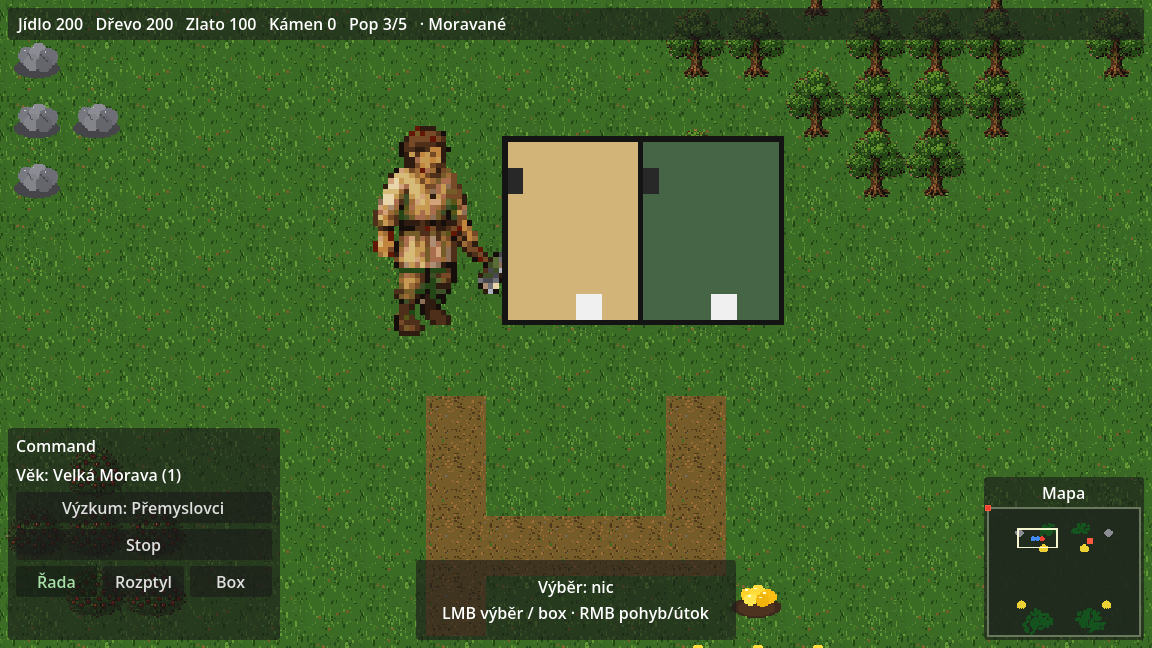 Jídlo 200 Dřevo 200 Zlato 100 Kámen 0 Pop 3/5 · Moravané
Command
Věk: Velká Morava (1)
Výzkum: Přemyslovci
Stop
Řada Rozptyl Box
Výběr: nic
LMB výběr / box · RMB pohyb/útok
Mapa